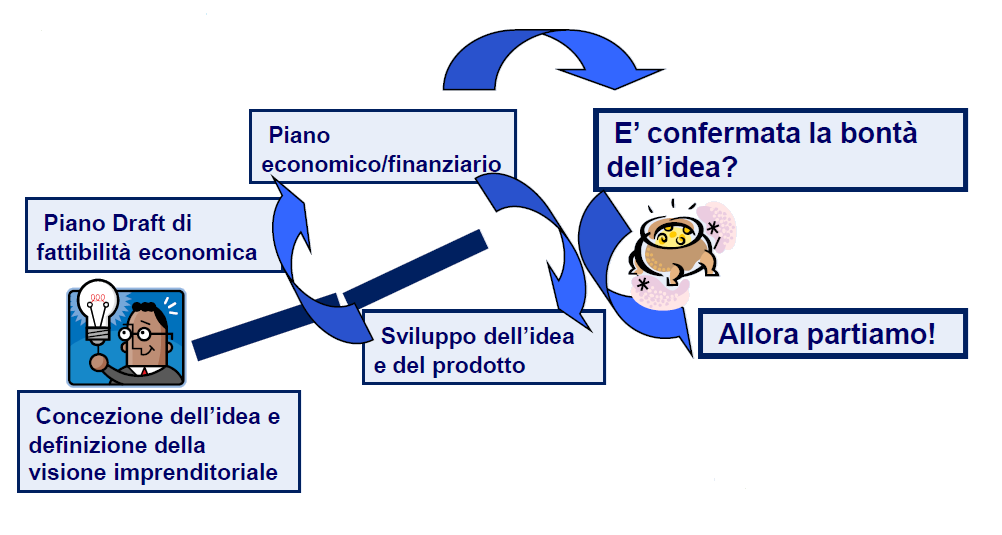 Piano
economico/finanziario
E' confermata la bontà
dell'idea?
Piano Draft di
fattibilità economica
Sviluppo dell'idea
e del prodotto
Allora partiamo!
Concezione dell'idea e
definizione della
visione imprenditoriale